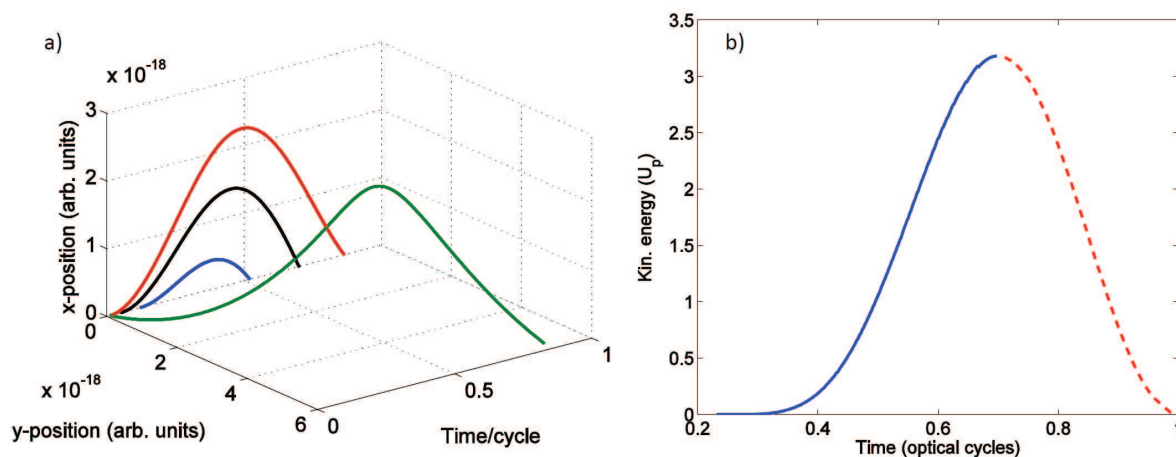 a)
x 10^-18
3
2
1
0
x-position (arb. units)
0
2
4
6
x 10^-18
y-position (arb. units)
0
0.5
1
Time/cycle
b)
3.5
3
2.5
2
1.5
1
0.5
0
Kin. energy (U_p)
0.2
0.4
0.6
0.8
1
Time (optical cycles)